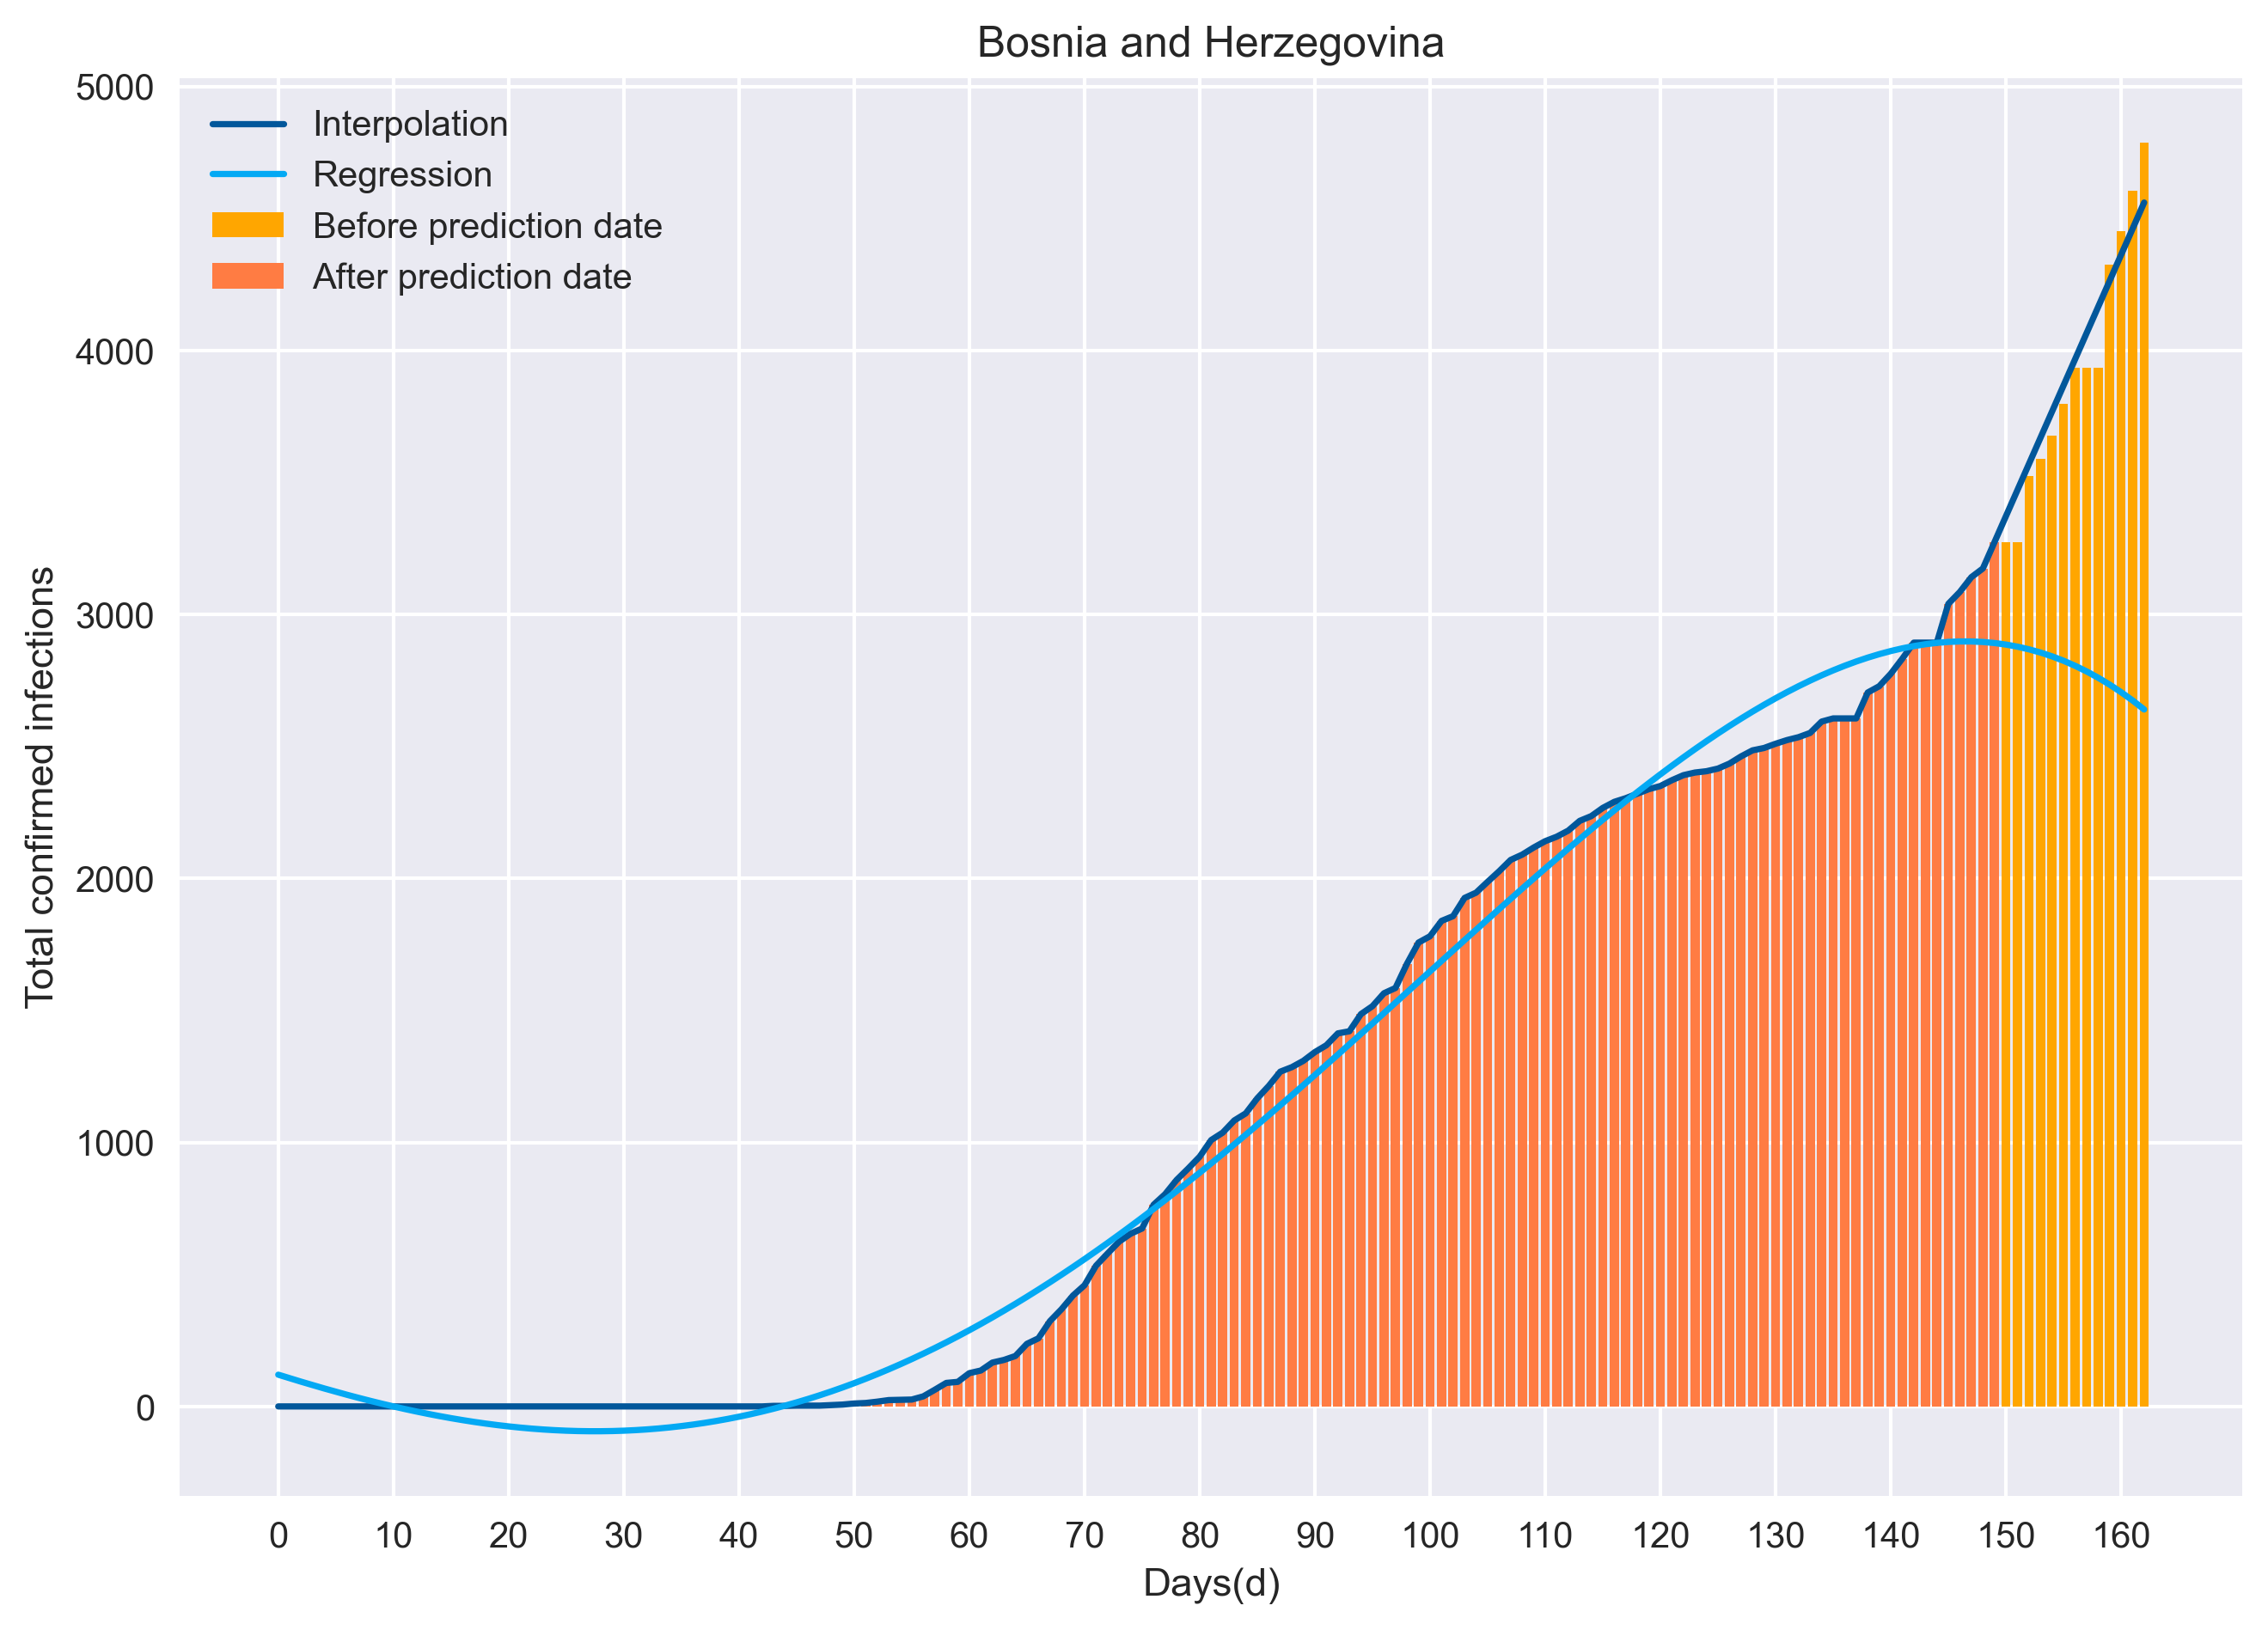 Bosnia and Herzegovina
5000
4000
3000
2000
1000
0
Total confirmed infections
Interpolation
Regression
Before prediction date
After prediction date
0 10 20 30 40 50 60 70 80 90 100 110 120 130 140 150 160
Days(d)